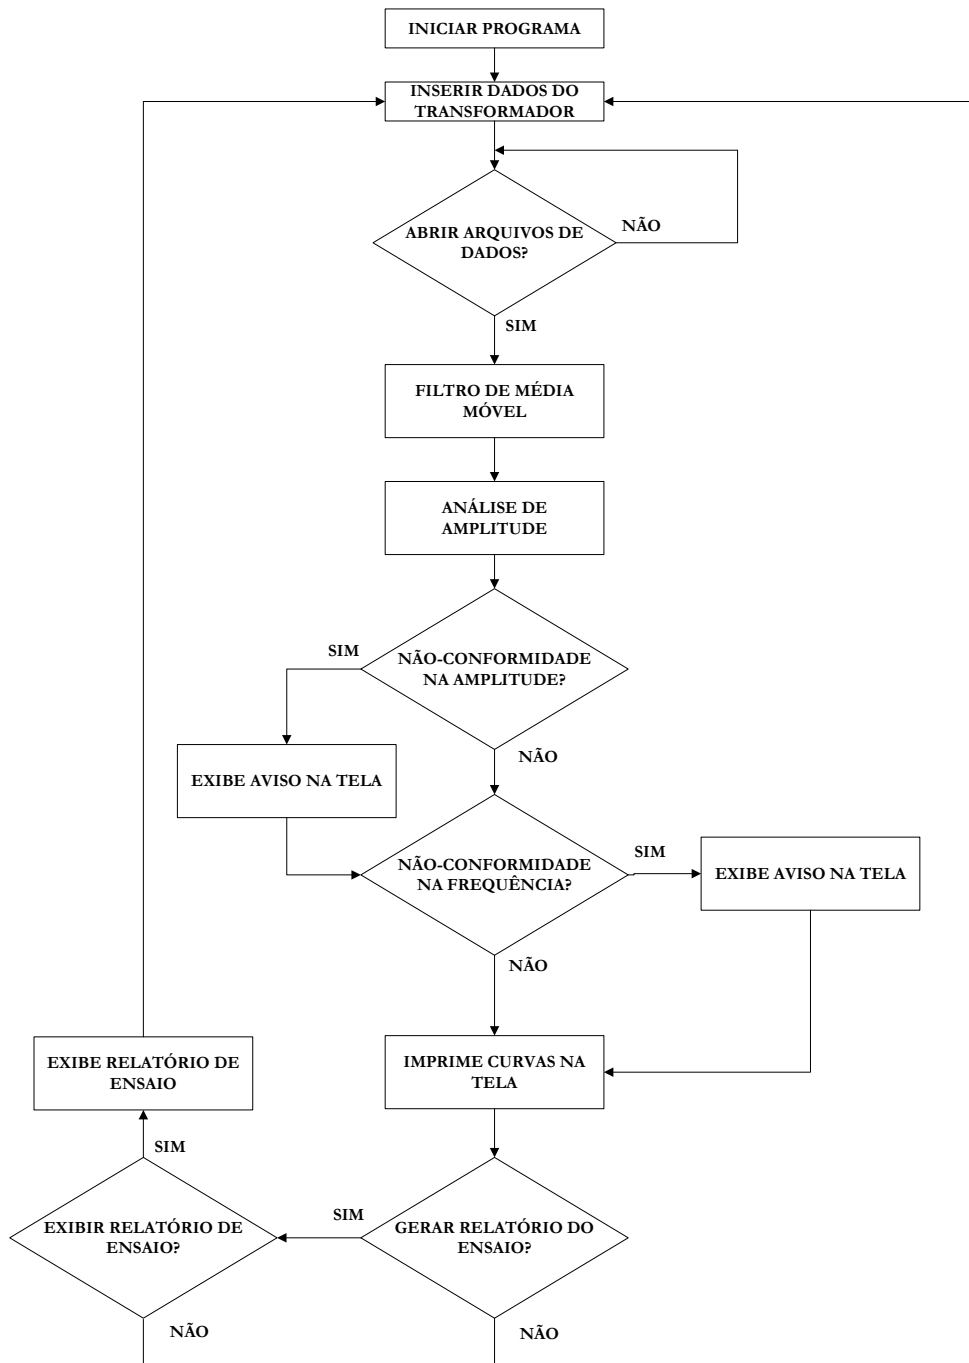 INICIAR PROGRAMA
INSERIR DADOS DO
TRANSFORMADOR
ABRIR ARQUIVOS DE
DADOS?
NÃO
SIM
FILTRO DE MÉDIA
MÓVEL
ANÁLISE DE
AMPLITUDE
SIM
NÃO-CONFORMIDADE
NA AMPLITUDE?
NÃO
EXIBE AVISO NA TELA
NÃO-CONFORMIDADE
NA FREQUÊNCIA?
SIM
EXIBE AVISO NA TELA
NÃO
EXIBE RELATÓRIO DE
ENSAIO
IMPRIME CURVAS NA
TELA
SIM
EXIBIR RELATÓRIO DE
ENSAIO?
SIM
GERAR RELATÓRIO DO
ENSAIO?
NÃO
NÃO